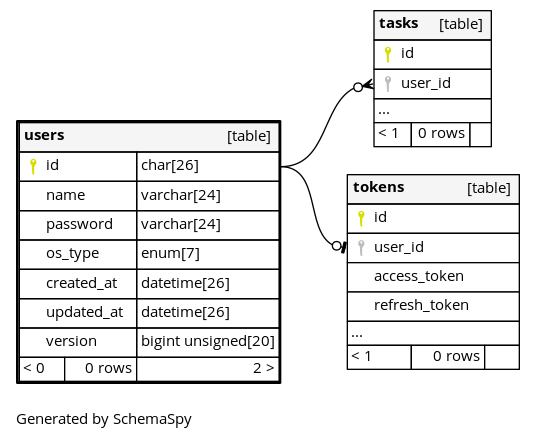 tasks [table]
id
user_id
...
< 1 0 rows
users [table]
id char[26]
name varchar[24]
password varchar[24]
os_type enum[7]
created_at datetime[26]
updated_at datetime[26]
version bigint unsigned[20]
< 0 0 rows 2 >
tokens [table]
id
user_id
access_token
refresh_token
...
< 1 0 rows
Generated by SchemaSpy